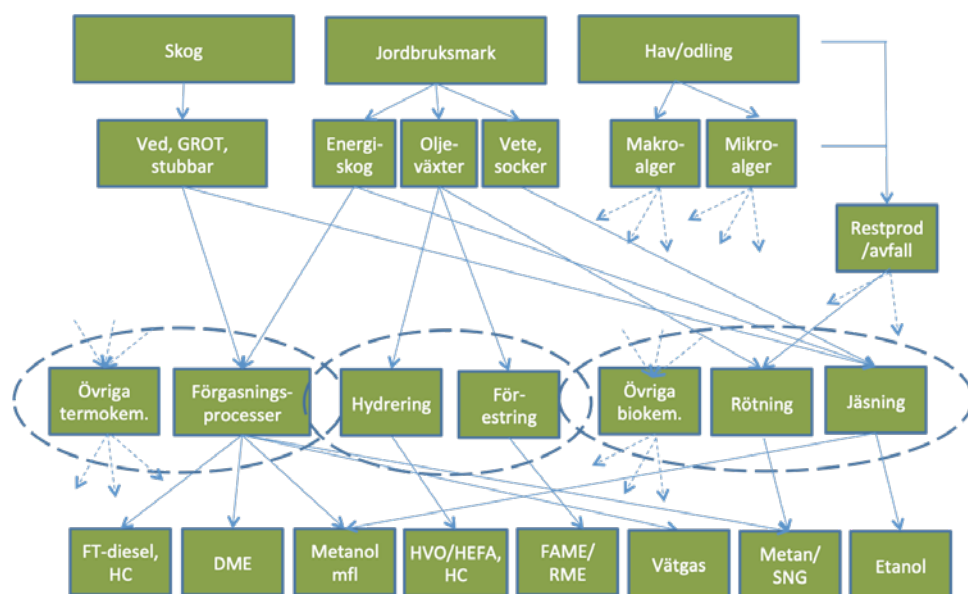 Skog
Jordbruksmark
Hav/odling
Ved, GROT,
stubbar
Energi-
skog
Olje-
växter
Vete,
socker
Makro-
alger
Mikro-
alger
Restprod
/avfall
Övriga
termokem.
Förgasnings-
processer
Hydrering
För-
estring
Övriga
biokem.
Rötning
Jäsning
FT-diesel,
HC
DME
Metanol
mfl
HVO/HEFA,
HC
FAME/
RME
Vätgas
Metan/
SNG
Etanol